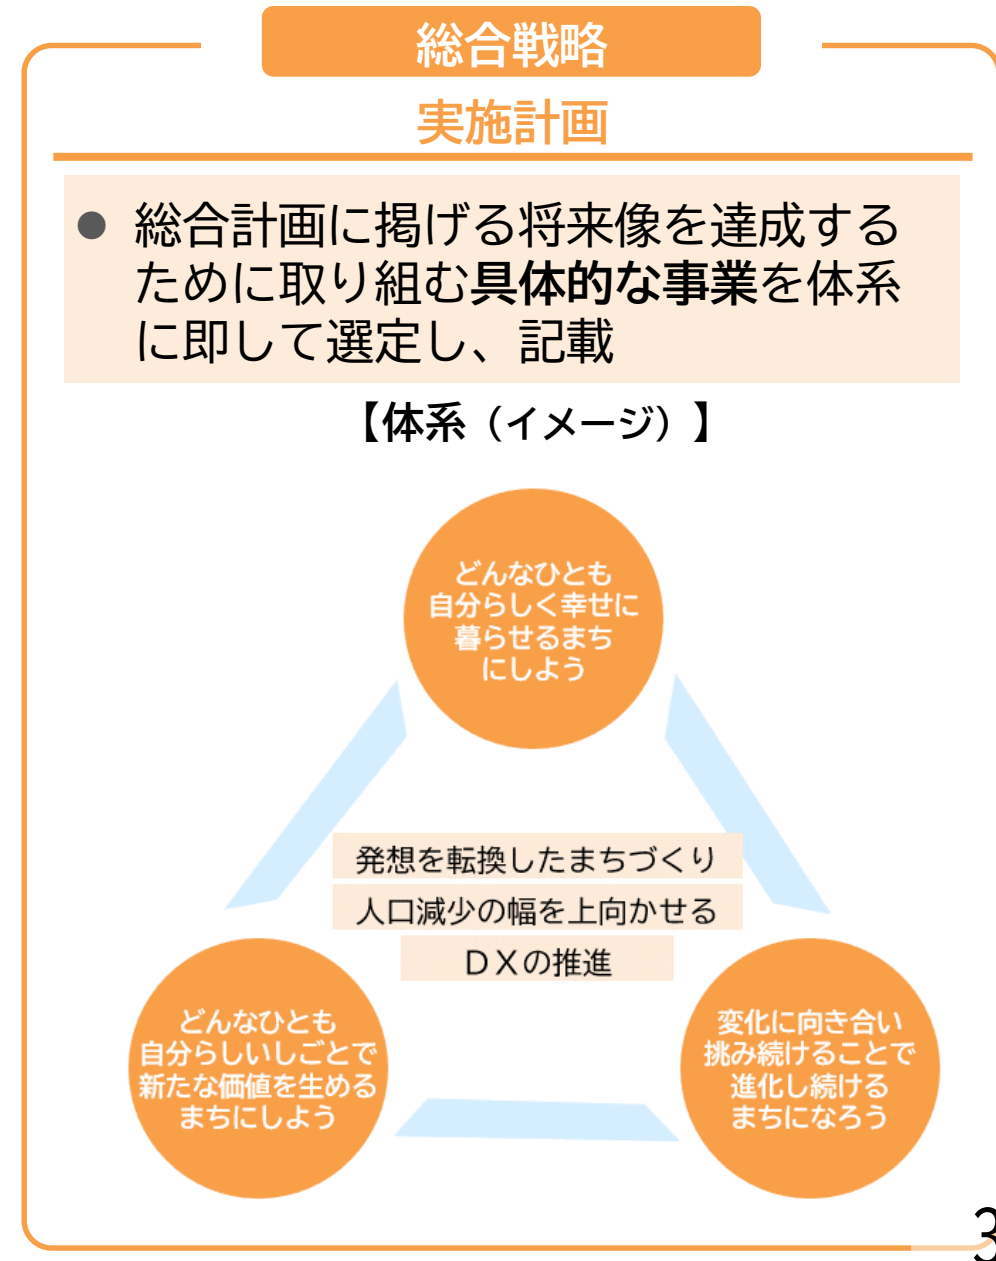 総合戦略
実施計画
● 総合計画に掲げる将来像を達成する
ために取り組む具体的な事業を体系
に即して選定し、記載
【体系（イメージ）】
どんなひとも
自分らしく幸せに
暮らせるまち
にしよう
発想を転換したまちづくり
人口減少の幅を上向かせる
ＤＸの推進
どんなひとも
自分らしいしごとで
新たな価値を生める
まちにしよう
変化に向き合い
挑み続けることで
進化し続ける
まちになろう
3